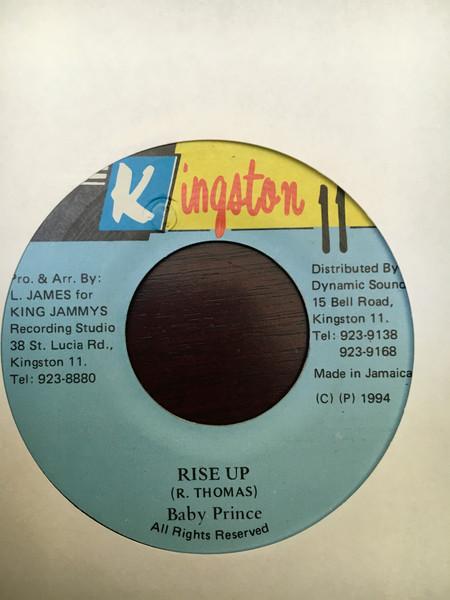 Kingston 11
Pro. & Arr. By:
L. JAMES for
KING JAMMYS
Recording Studio
38 St. Lucia Rd.,
Kingston 11.
Tel: 923-8880
Distributed By
Dynamic Sound
15 Bell Road,
Kingston 11.
Tel: 923-9138
923-9168
Made in Jamaica
(C) (P) 1994
RISE UP
(R. THOMAS)
Baby Prince
All Rights Reserved